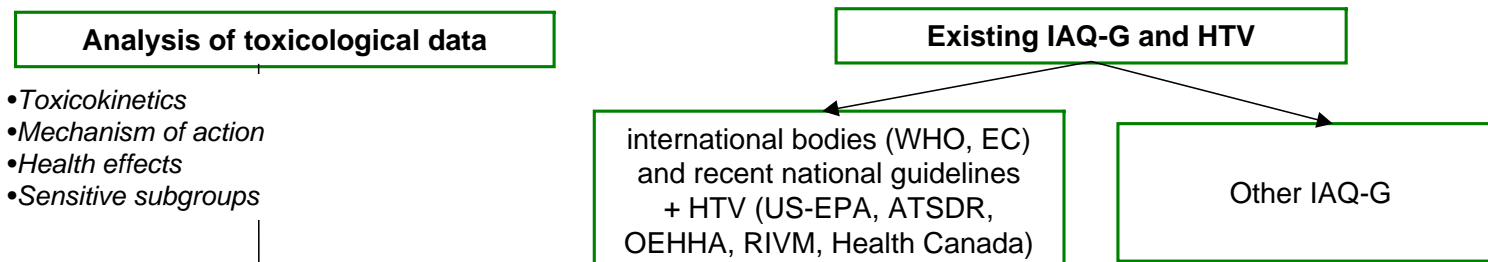 Analysis of toxicological data
•Toxicokinetics
•Mechanism of action
•Health effects
•Sensitive subgroups
Existing IAQ-G and HTV
international bodies (WHO, EC)
and recent national guidelines
+ HTV (US-EPA, ATSDR,
OEHHA, RIVM, Health Canada)
Other IAQ-G